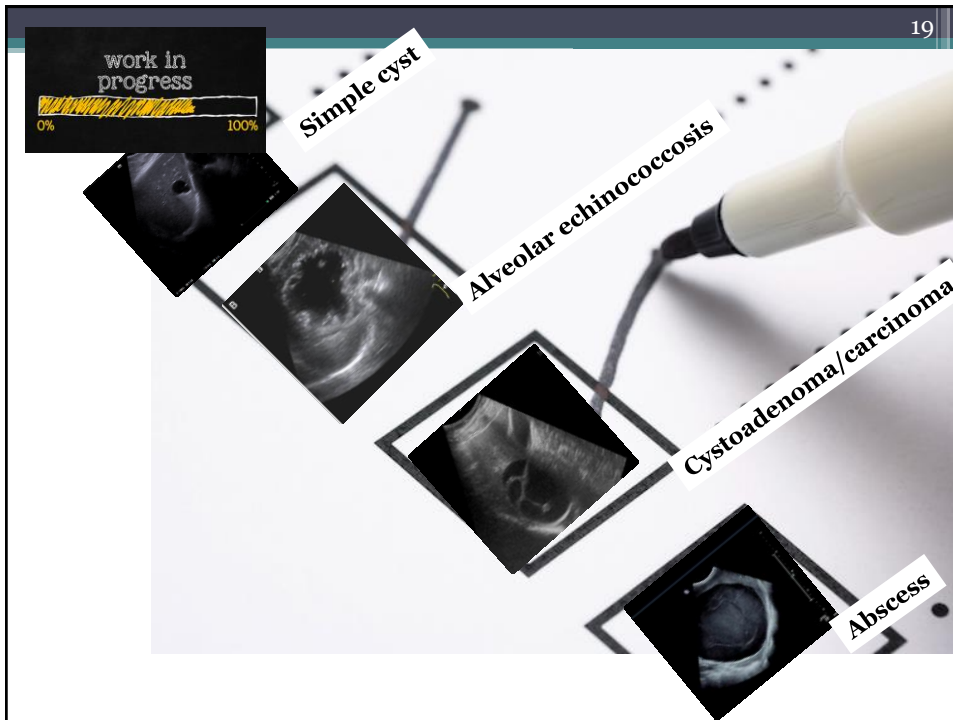 19
work in
progress
0% 100%
Simple cyst
Alveolar echinococcosis
Cystoadenoma/carcinoma
Abscess